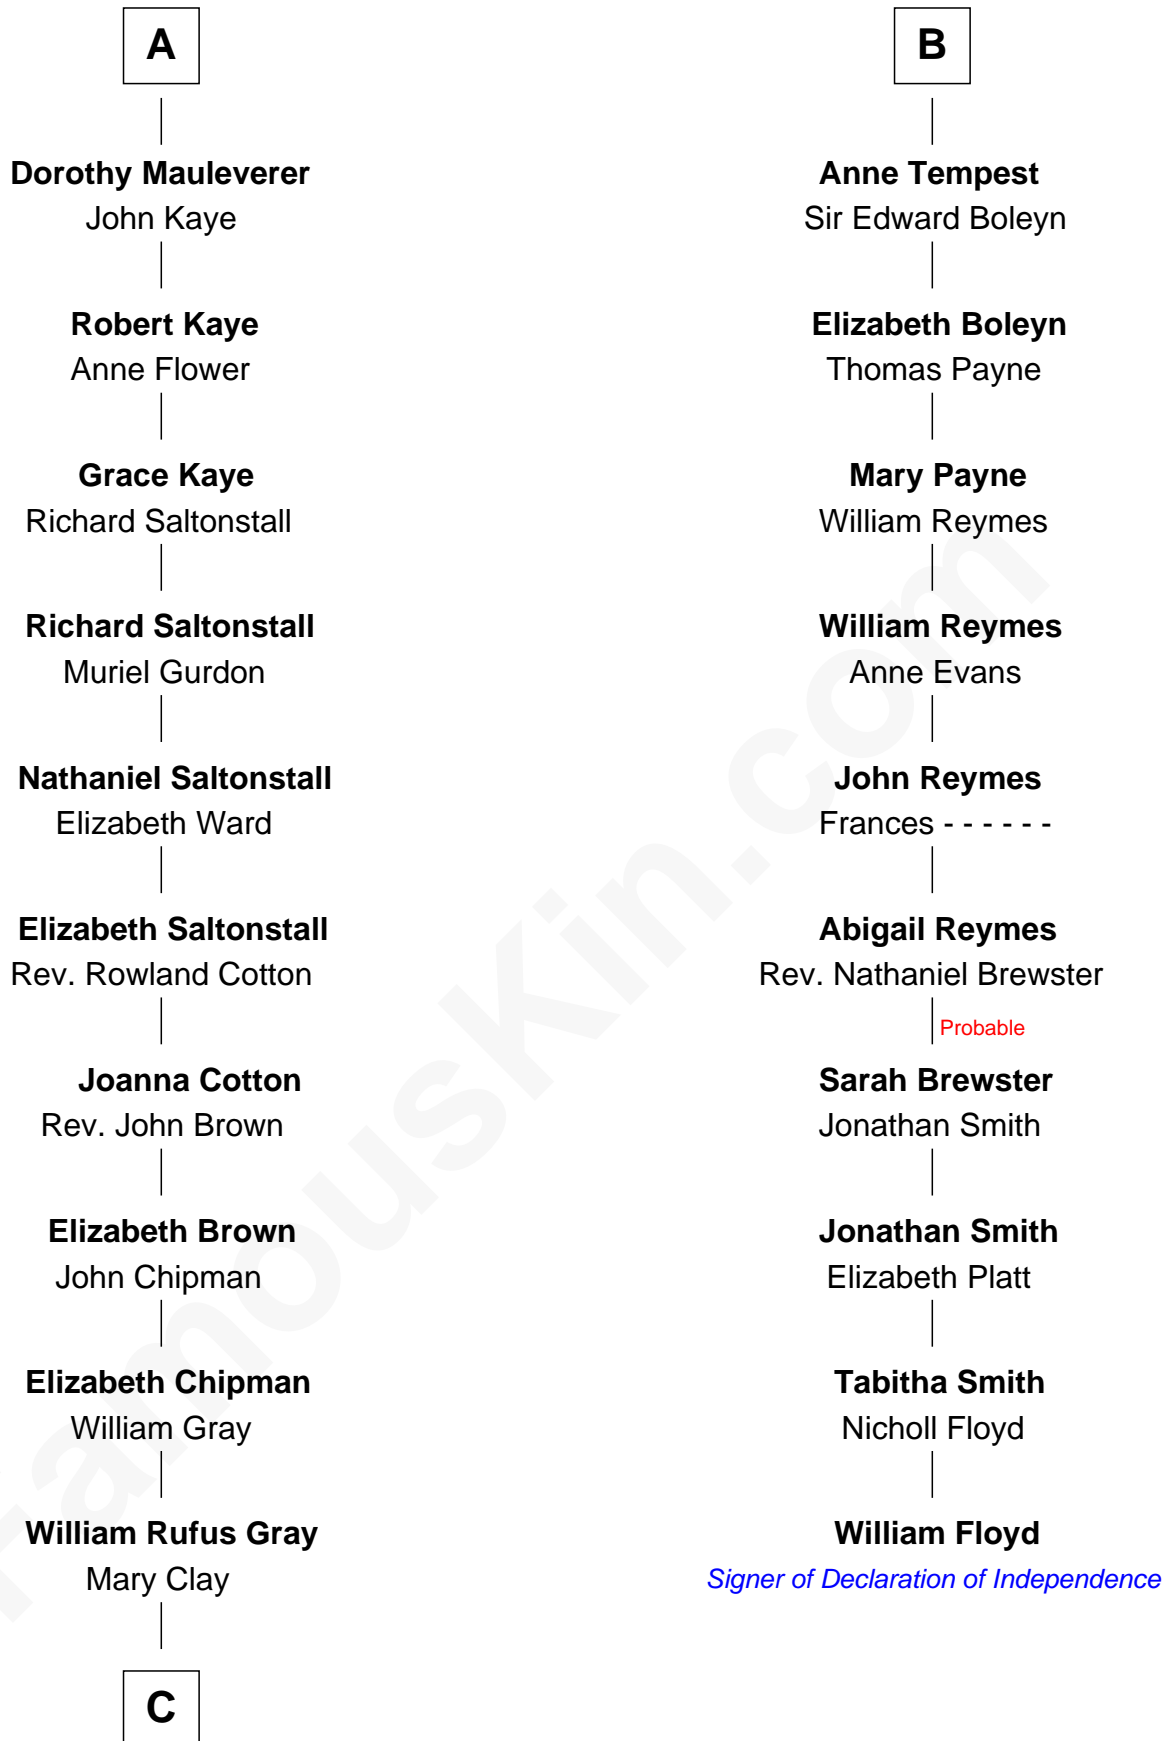 A
Dorothy Mauleverer
John Kaye
Robert Kaye
Anne Flower
Grace Kaye
Richard Saltonstall
Richard Saltonstall
Muriel Gurdon
Nathaniel Saltonstall
Elizabeth Ward
Elizabeth Saltonstall
Rev. Rowland Cotton
Joanna Cotton
Rev. John Brown
Elizabeth Brown
John Chipman
Elizabeth Chipman
William Gray
William Rufus Gray
Mary Clay
C
B
Anne Tempest
Sir Edward Boleyn
Elizabeth Boleyn
Thomas Payne
Mary Payne
William Reymes
William Reymes
Anne Evans
John Reymes
Frances - - - - - -
Abigail Reymes
Rev. Nathaniel Brewster
Probable
Sarah Brewster
Jonathan Smith
Jonathan Smith
Elizabeth Platt
Tabitha Smith
Nicholl Floyd
William Floyd
Signer of Declaration of Independence
FamousKin.com